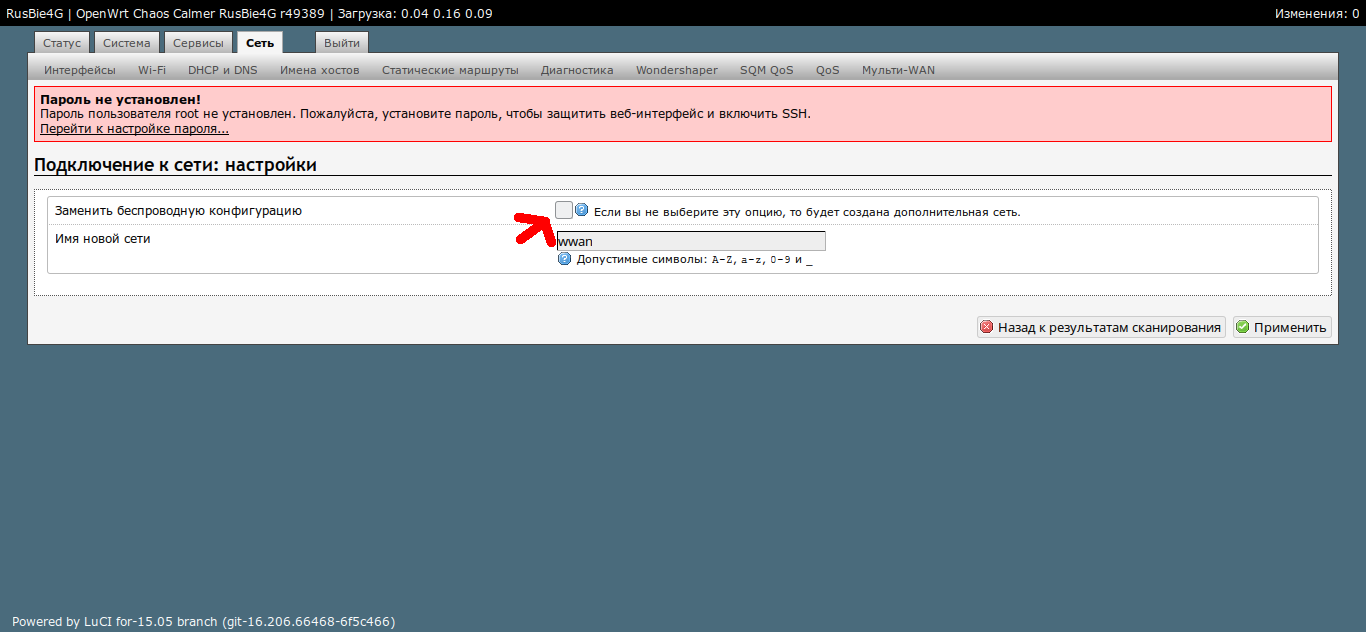 RusBie4G | OpenWrt Chaos Calmer RusBie4G r49389 | Загрузка: 0.04 0.16 0.09 Изменения: 0
Статус Система Сервисы Сеть Выйти
Интерфейсы Wi-Fi DHCP и DNS Имена хостов Статические маршруты Диагностика Wondershaper SQM QoS QoS Мульти-WAN
Пароль не установлен!
Пароль пользователя root не установлен. Пожалуйста, установите пароль, чтобы защитить веб-интерфейс и включить SSH.
Перейти к настройке пароля...
Подключение к сети: настройки
Заменить беспроводную конфигурацию Если вы не выберите эту опцию, то будет создана дополнительная сеть.
Имя новой сети wwan
Допустимые символы: A-Z, a-z, 0-9 и _
Назад к результатам сканирования Применить
Powered by LuCI for-15.05 branch (git-16.206.66468-6f5c466)